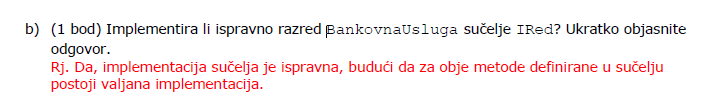 b) (1 bod) Implementira li ispravno razred BankovnaUsluga sučelje IRed? Ukratko objasnite
odgovor.
Rj. Da, implementacija sučelja je ispravna, budući da za obje metode definirane u sučelju
postoji valjana implementacija.